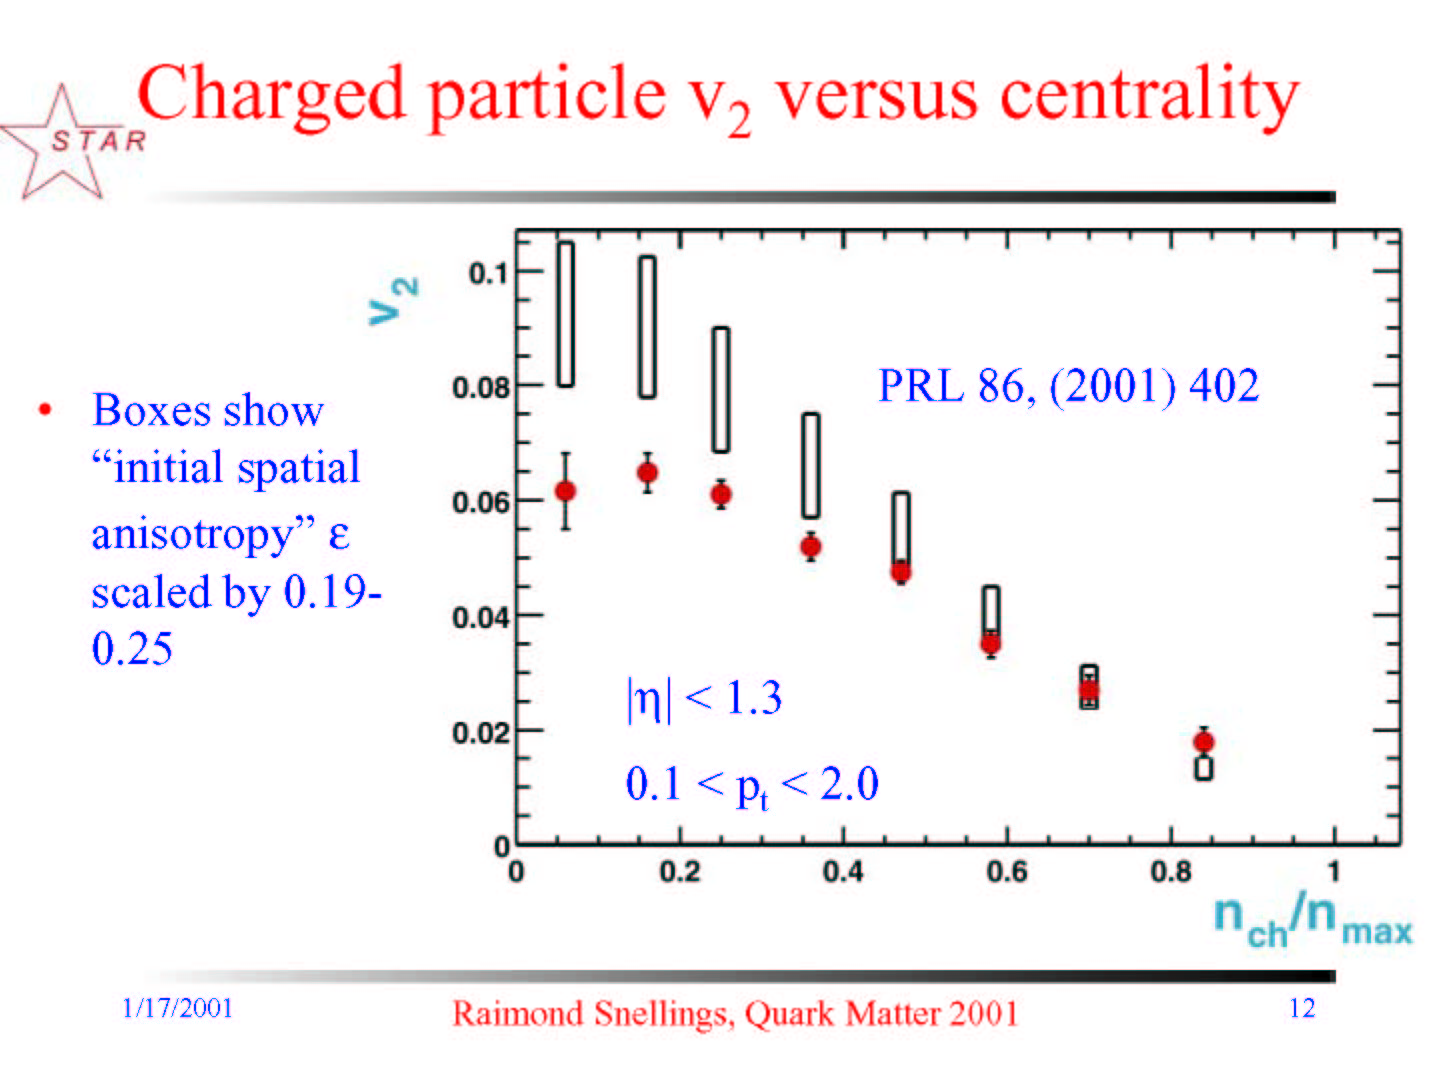 Charged particle v₂ versus centrality
STAR
v₂
0.1
0.08
0.06
0.04
0.02
0
PRL 86, (2001) 402
• Boxes show
“initial spatial
anisotropy” ε
scaled by 0.19-
0.25
|η| < 1.3
0.1 < pₜ < 2.0
0 0.2 0.4 0.6 0.8 1
n_ch/n_max
1/17/2001 Raimond Snellings, Quark Matter 2001 12